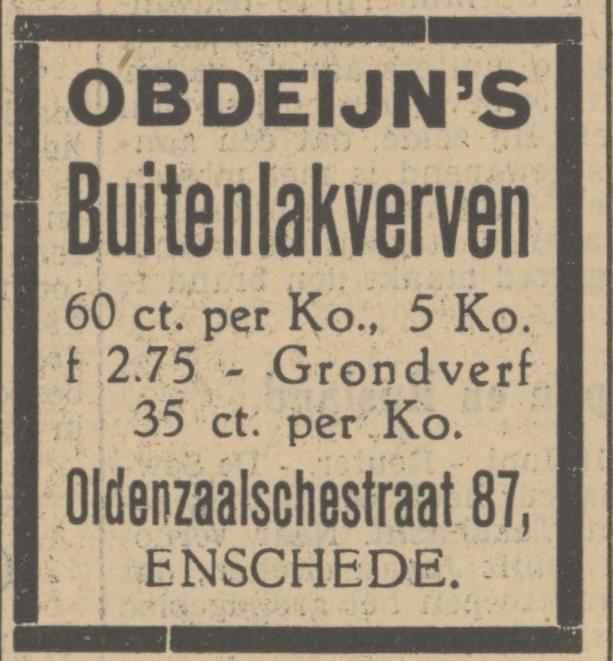 OBDEIJN'S
Buitenlakverven
60 ct. per Ko., 5 Ko.
f 2.75 - Grondverf
35 ct. per Ko.
Oldenzaalschestraat 87,
ENSCHEDE.